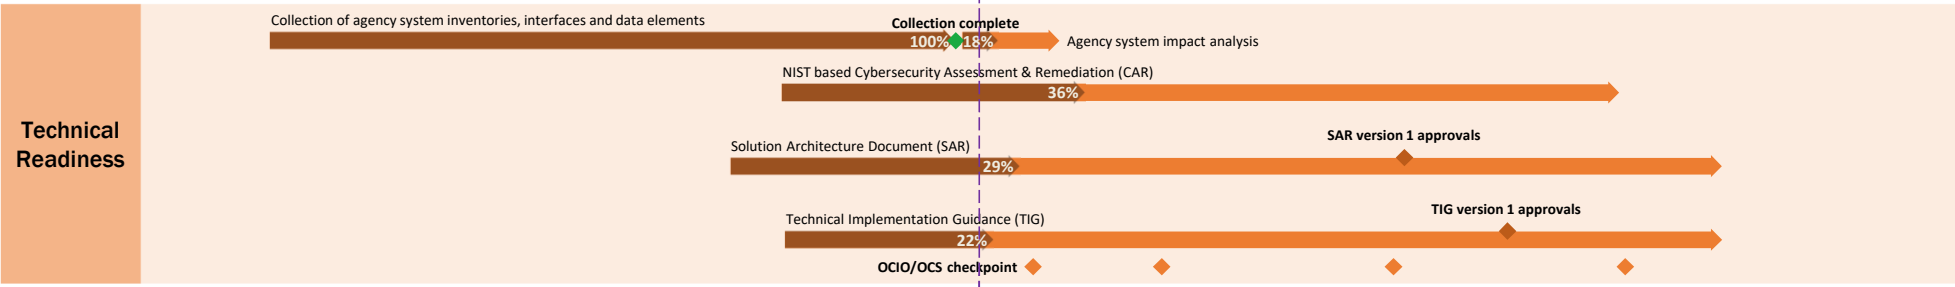 Technical
Readiness
Collection of agency system inventories, interfaces and data elements
Collection complete
100% 18%
Agency system impact analysis
NIST based Cybersecurity Assessment & Remediation (CAR)
36%
SAR version 1 approvals
Solution Architecture Document (SAR)
29%
TIG version 1 approvals
Technical Implementation Guidance (TIG)
22%
OCIO/OCS checkpoint